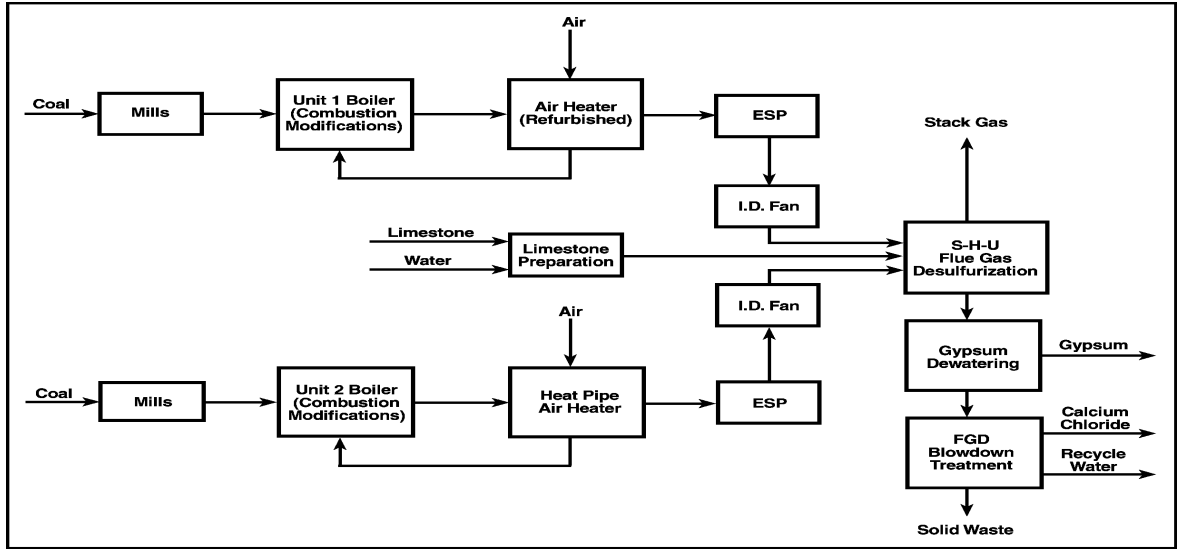 Air
Coal
Mills
Unit 1 Boiler
(Combustion
Modifications)
Air Heater
(Refurbished)
ESP
Stack Gas
I.D. Fan
Limestone
Water
Limestone
Preparation
S-H-U
Flue Gas
Desulfurization
I.D. Fan
Air
Gypsum
Dewatering
Gypsum
Coal
Mills
Unit 2 Boiler
(Combustion
Modifications)
Heat Pipe
Air Heater
ESP
Calcium
Chloride
FGD
Blowdown
Treatment
Recycle
Water
Solid Waste